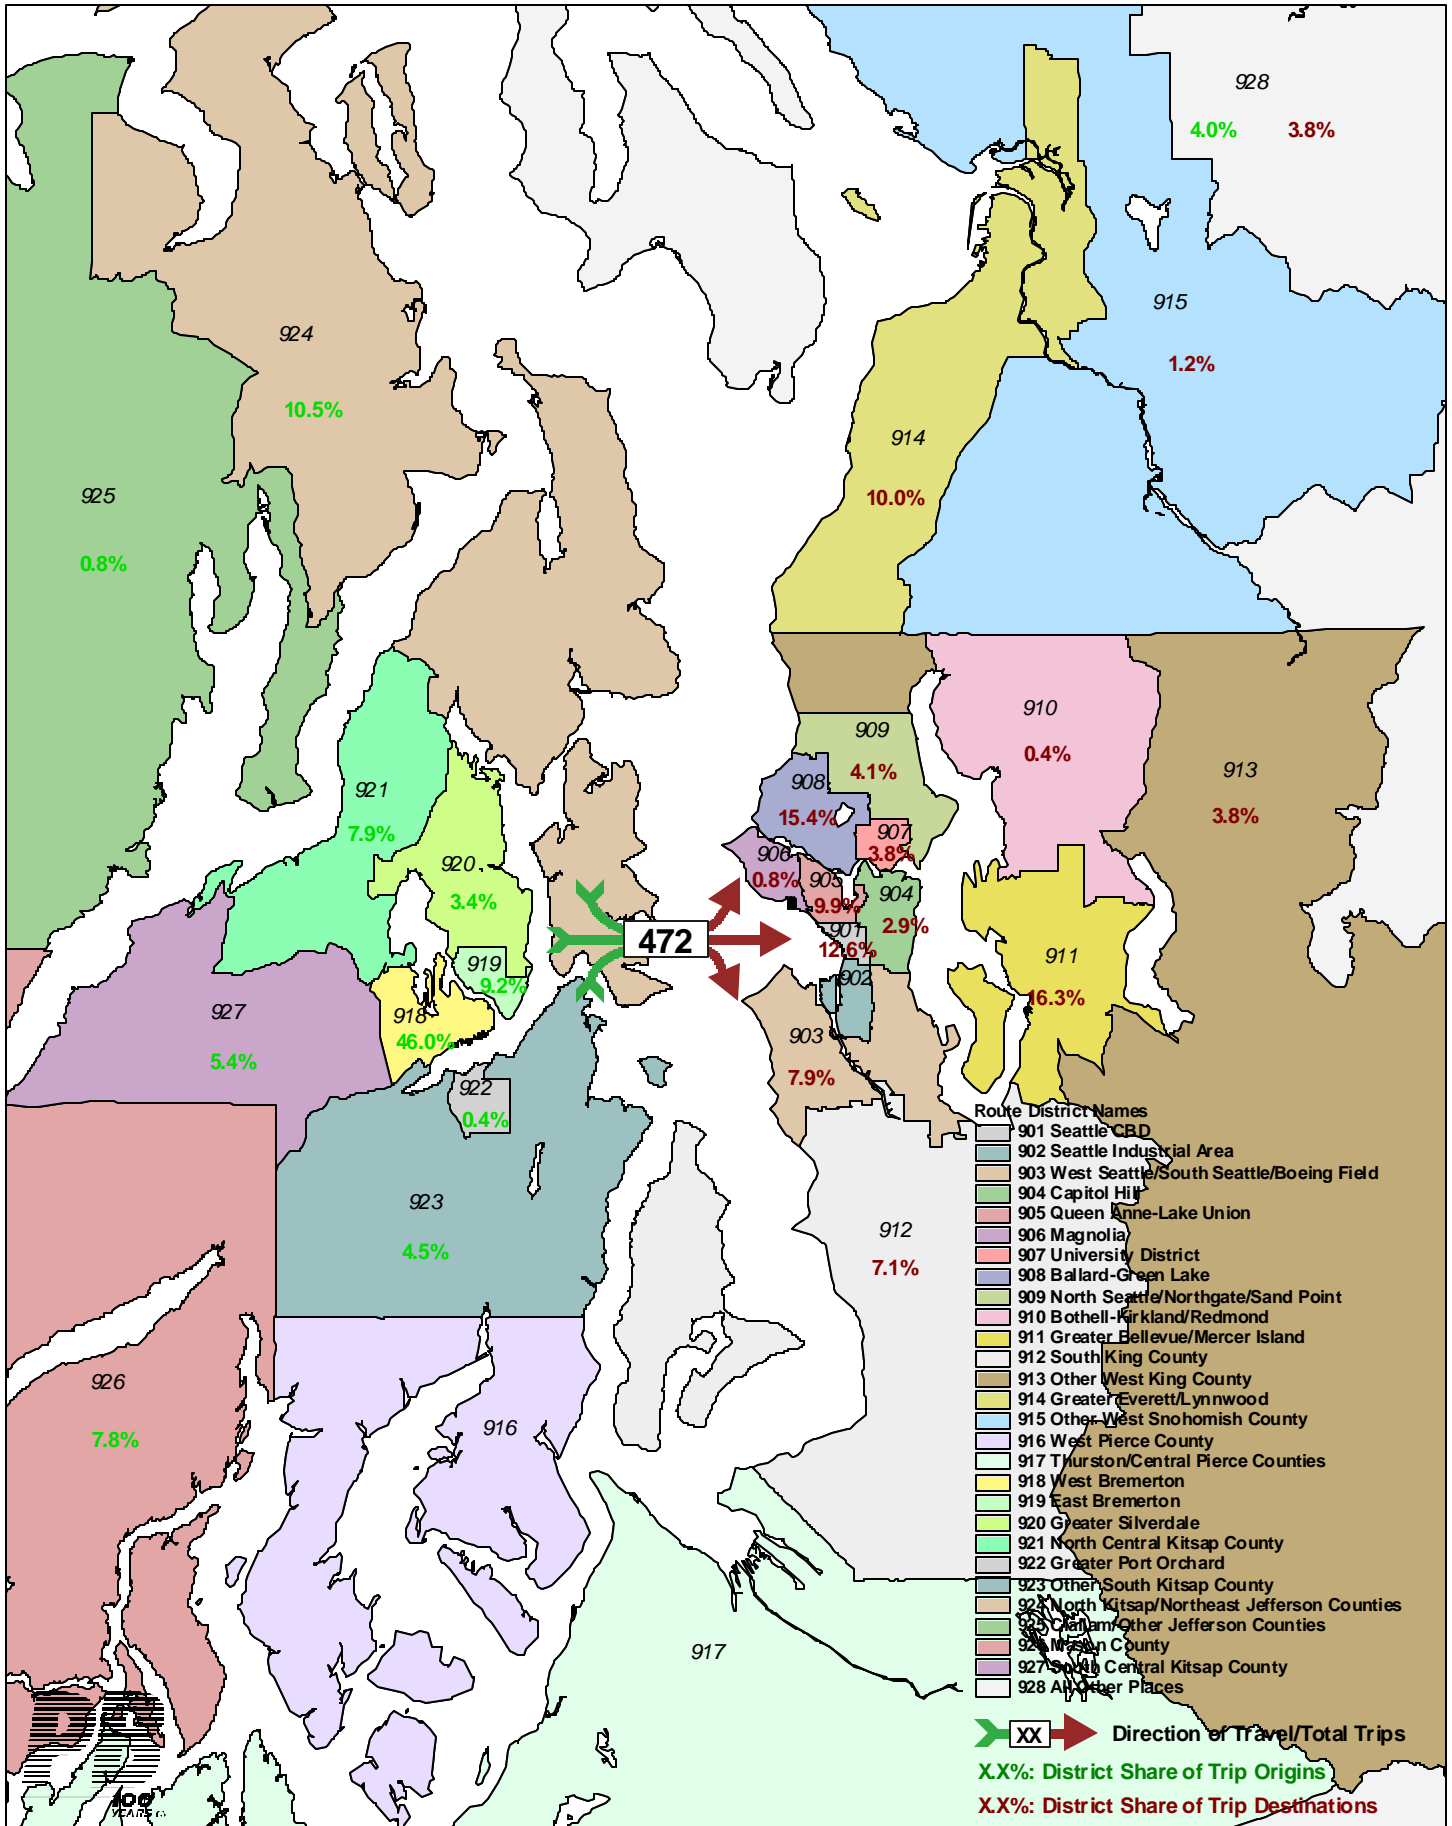 928
4.0% 3.8%
915
1.2%
924
10.5%
914
10.0%
925
0.8%
910
0.4%
909
4.1%
913
3.8%
908
15.4%
921
7.9%
907
3.8%
906
0.8%
920
3.4%
905
9.9%
904
2.9%
901
12.6%
472
911
16.3%
919
9.2%
902
927
5.4%
918
46.0%
903
7.9%
922
0.4%
923
4.5%
912
7.1%
926
7.8%
916
917
Route District Names
901 Seattle CBD
902 Seattle Industrial Area
903 West Seattle/South Seattle/Boeing Field
904 Capitol Hill
905 Queen Anne-Lake Union
906 Magnolia
907 University District
908 Ballard-Green Lake
909 North Seattle/Northgate/Sand Point
910 Bothell-Kirkland/Redmond
911 Greater Bellevue/Mercer Island
912 South King County
913 Other West King County
914 Greater Everett/Lynnwood
915 Other West Snohomish County
916 West Pierce County
917 Thurston/Central Pierce Counties
918 West Bremerton
919 East Bremerton
920 Greater Silverdale
921 North Central Kitsap County
922 Greater Port Orchard
923 Other South Kitsap County
924 North Kitsap/Northeast Jefferson Counties
925 Clallam/Other Jefferson Counties
926 Mason County
927 South Central Kitsap County
928 All Other Places
XX Direction of Travel/Total Trips
X.X%: District Share of Trip Origins
X.X%: District Share of Trip Destinations
100
YEARS